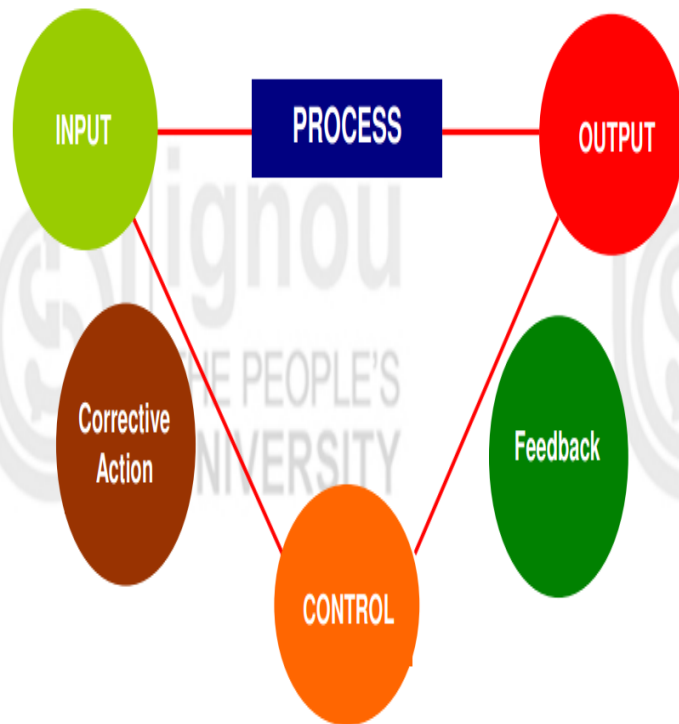 INPUT
PROCESS
OUTPUT
ignou
THE PEOPLE'S
UNIVERSITY
Corrective
Action
Feedback
CONTROL